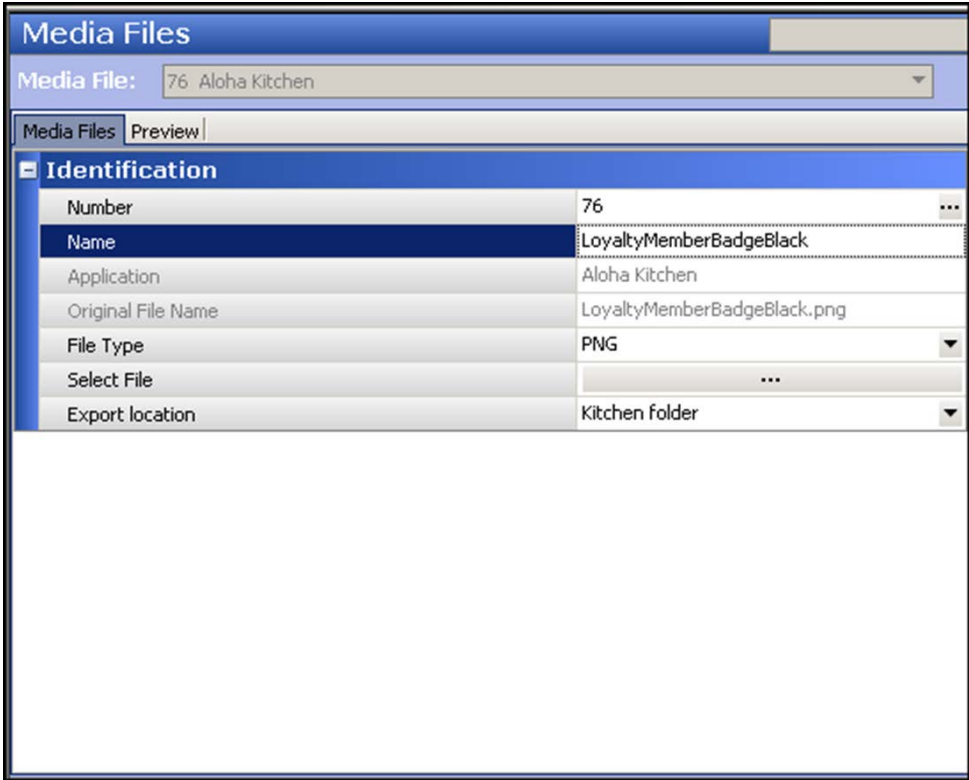 Media Files
Media File: 76 Aloha Kitchen
Media Files Preview
Identification
Number 76 ...
Name LoyaltyMemberBadgeBlack
Application Aloha Kitchen
Original File Name LoyaltyMemberBadgeBlack.png
File Type PNG
Select File ...
Export location Kitchen folder